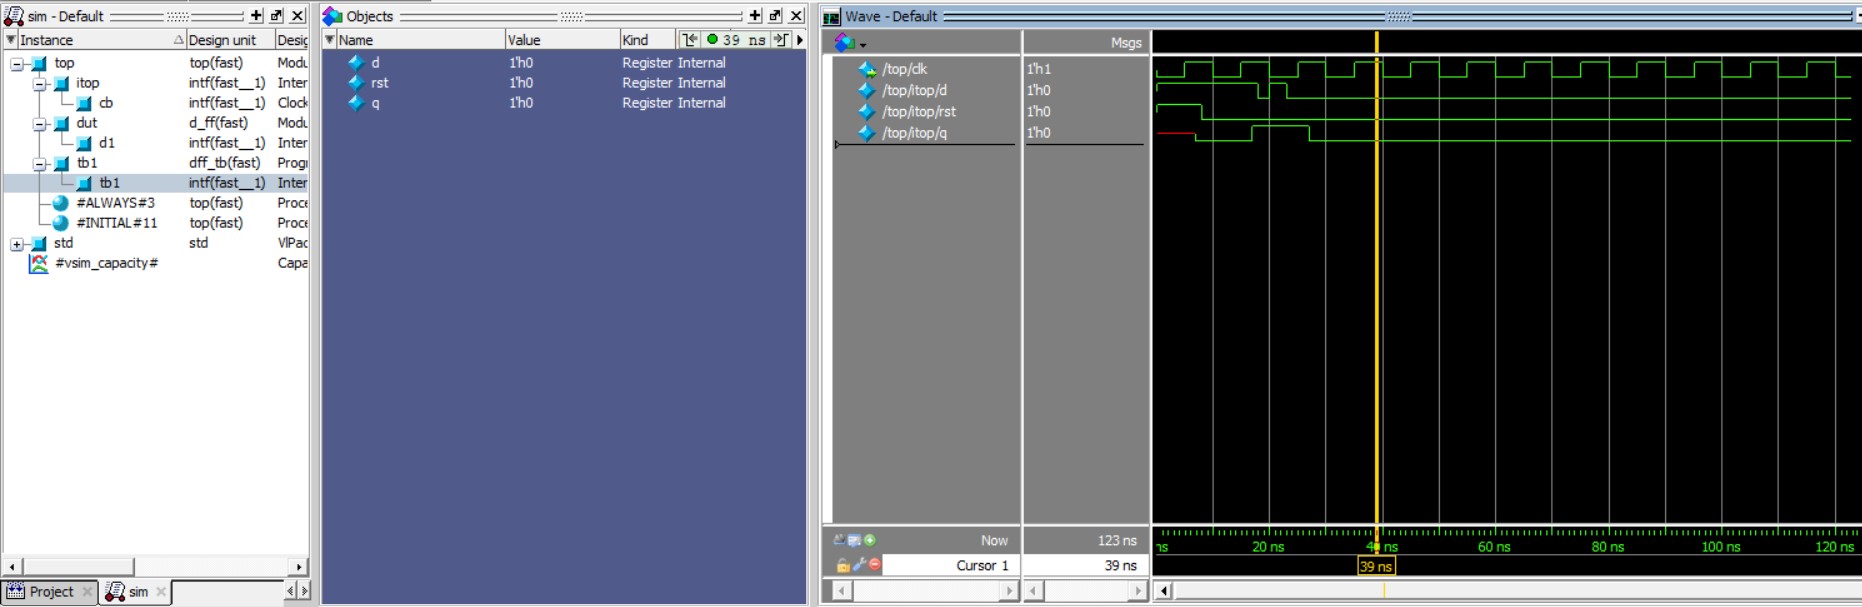 sim - Default
Instance Design unit Desig
top top(fast) Modu
itop intf(fast__1) Inter
cb intf(fast__1) Clock
dut d_ff(fast) Modu
d1 intf(fast__1) Inter
tb1 dff_tb(fast) Progr
tb1 intf(fast__1) Inter
#ALWAYS#3 top(fast) Proce
#INITIAL#11 top(fast) Proce
std std VlPac
#vsim_capacity# Capa
Project sim
Objects
Name Value Kind 39 ns
d 1'h0 Register Internal
rst 1'h0 Register Internal
q 1'h0 Register Internal
Wave - Default
Msgs
/top/clk 1'h1
/top/itop/d 1'h0
/top/itop/rst 1'h0
/top/itop/q 1'h0
Now 123 ns
Cursor 1 39 ns
ns 20 ns 40 ns 60 ns 80 ns 100 ns 120 ns
39 ns